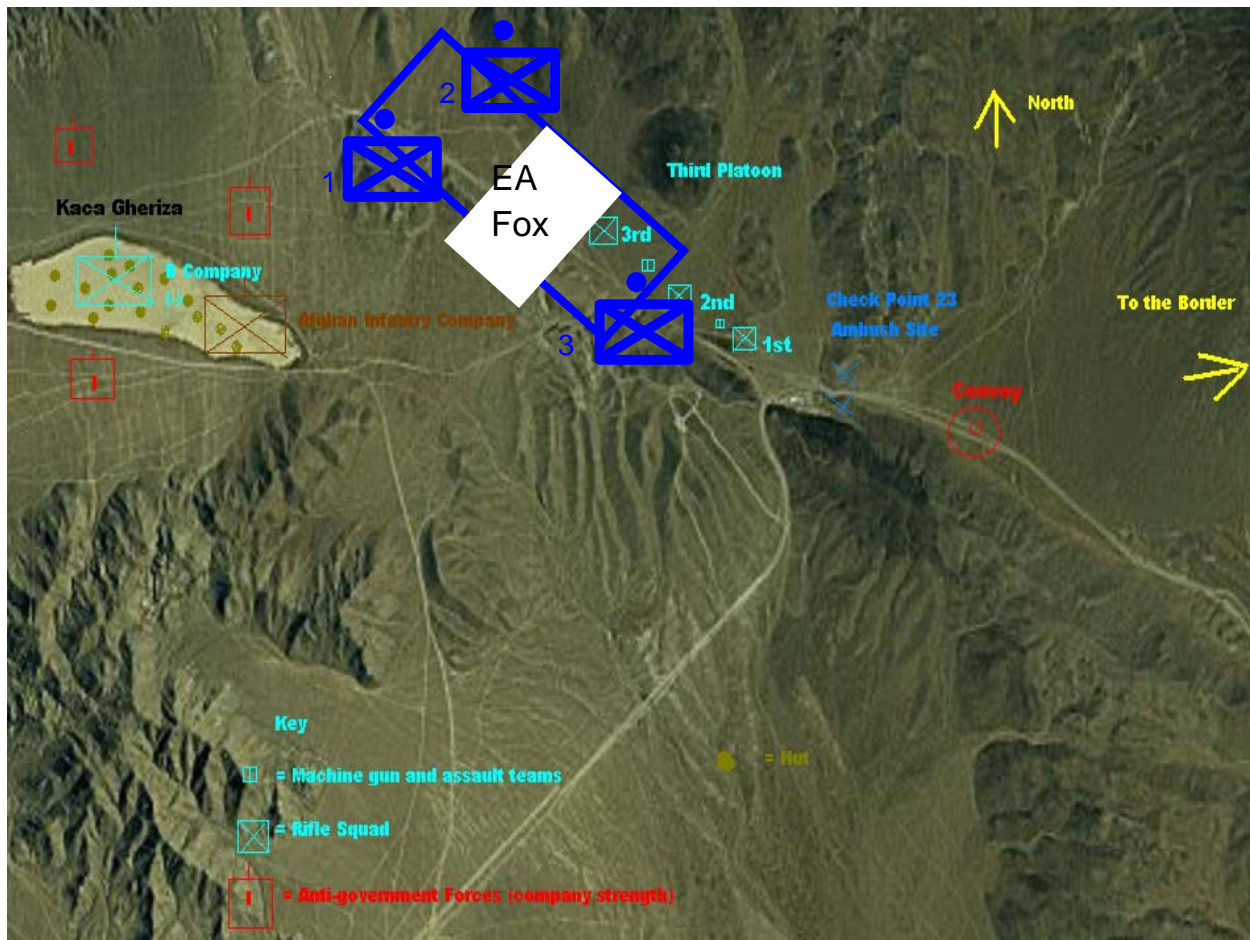 2
North
1
EA
Fox
Third Platoon
Kaca Gheriza
3rd
B Company
(-)
2nd
Check Point 23
Ambush Site
To the Border
Afghan Infantry Company
3
1st
Convoy
Key
= Machine gun and assault teams
= Hut
= Rifle Squad
= Anti-government Forces (company strength)